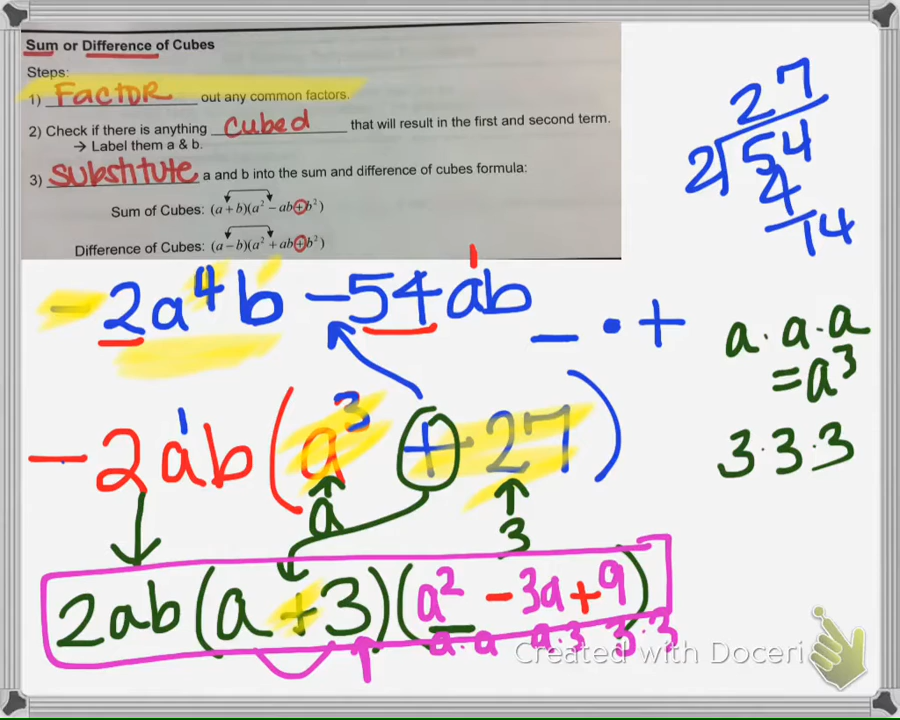 Sum or Difference of Cubes
Steps:
1) Factor out any common factors.
2) Check if there is anything cubed that will result in the first and second term.
→ Label them a & b.
3) Substitute a and b into the sum and difference of cubes formula:
Sum of Cubes: (a + b)(a² − ab + b²)
Difference of Cubes: (a − b)(a² + ab + b²)
27
2 54
4
14
1
−2a⁴b − 54ab
− • +
a·a·a
= a³
3·3·3
1
−2ab(a³ + 27)
a
3
2ab(a + 3)(a² − 3a + 9)
a·a a·3 3·3
Created with Doceri